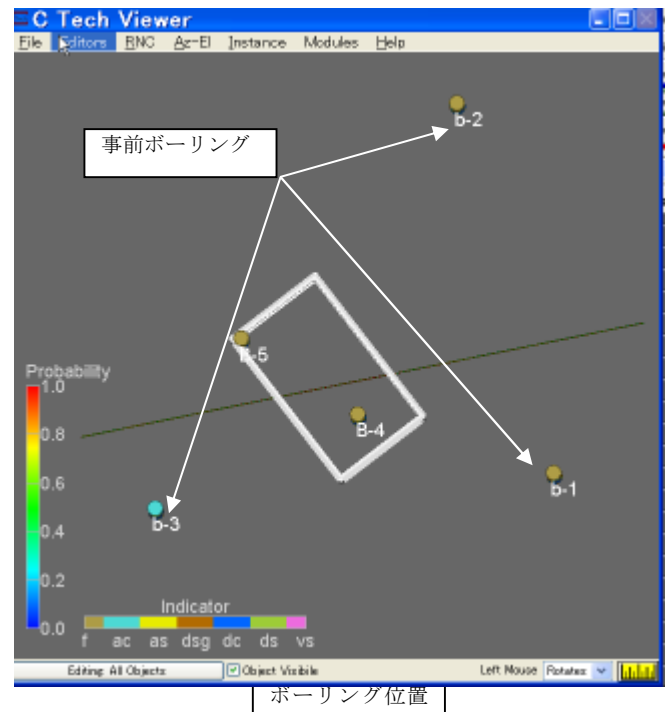 C Tech Viewer
File Editors RNC Az-El Instance Modules Help
b-2
事前ボーリング
B-5
Probability
1.0
B-4
0.8
b-1
0.6
b-3
0.4
0.2
Indicator
0.0
f ac as dsg dc ds vs
Editing: All Objects Object Visibile Left Mouse Rotates
ボーリング位置